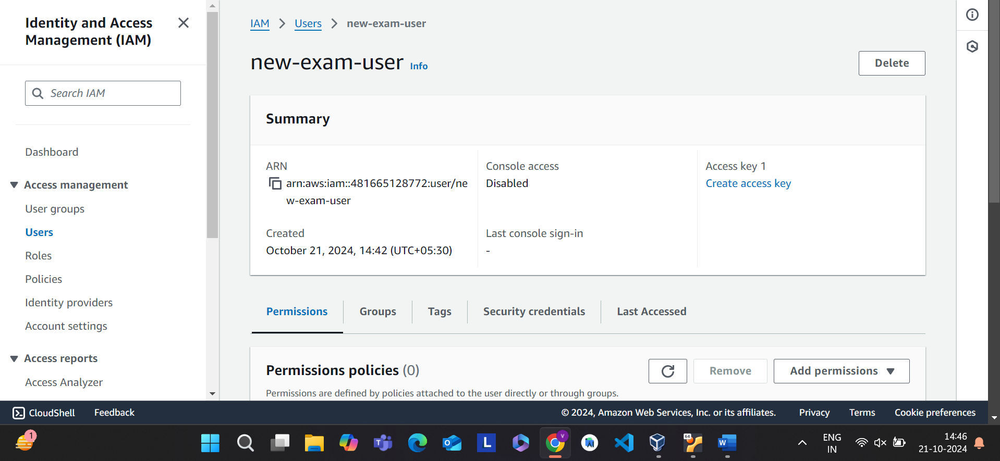 Identity and Access
Management (IAM)
Search IAM
Dashboard
Access management
User groups
Users
Roles
Policies
Identity providers
Account settings
Access reports
Access Analyzer
IAM > Users > new-exam-user
new-exam-user Info
Delete
Summary
ARN
arn:aws:iam::481665128772:user/ne
w-exam-user
Console access
Disabled
Access key 1
Create access key
Created
October 21, 2024, 14:42 (UTC+05:30)
Last console sign-in
-
Permissions Groups Tags Security credentials Last Accessed
Permissions policies (0)
Remove
Add permissions
Permissions are defined by policies attached to the user directly or through groups.
CloudShell Feedback © 2024, Amazon Web Services, Inc. or its affiliates. Privacy Terms Cookie preferences
1
L
V
64
W
ENG
IN
14:46
21-10-2024